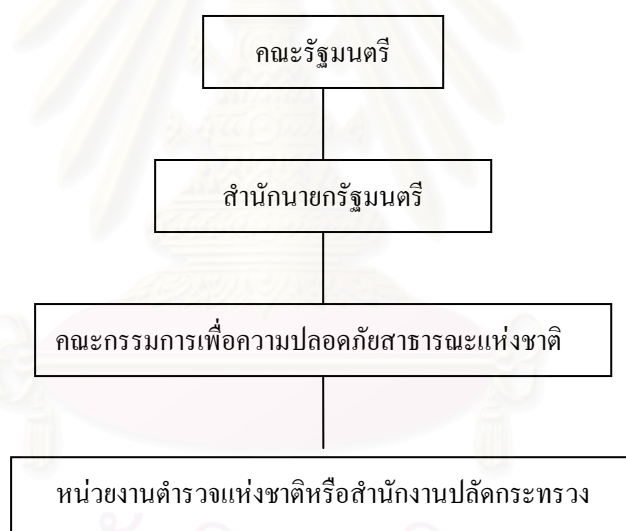 คณะรัฐมนตรี
สำนักนายกรัฐมนตรี
คณะกรรมการเพื่อความปลอดภัยสาธารณะแห่งชาติ
หน่วยงานตำรวจแห่งชาติหรือสำนักงานปลัดกระทรวง